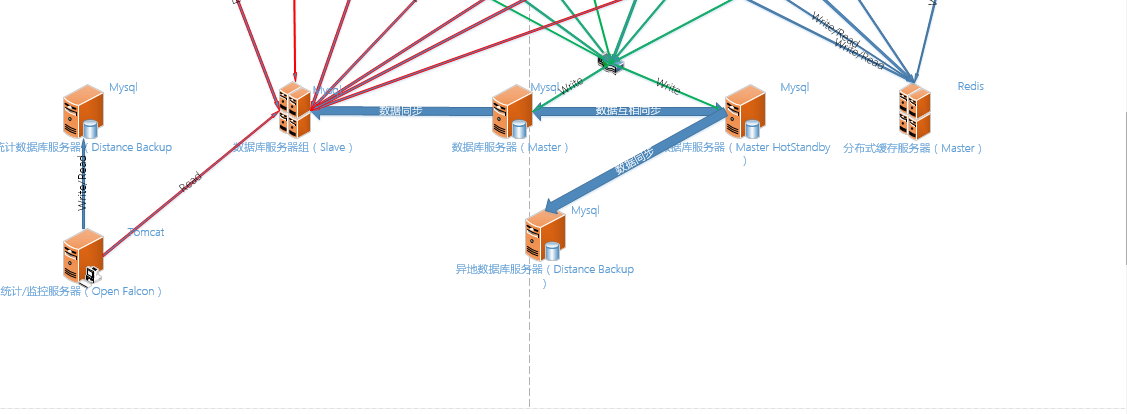 Write/Read
Write/Read
Mysql
Mysql
Mysql
Mysql
Redis
Write
Write
数据同步
数据互相同步
统计数据库服务器（Distance Backup
数据库服务器组（Slave）
数据库服务器（Master）
数据库服务器（Master HotStandby
）
分布式缓存服务器（Master）
数据同步
Write/Read
Read
Mysql
Tomcat
异地数据库服务器（Distance Backup
）
统计/监控服务器（Open Falcon）